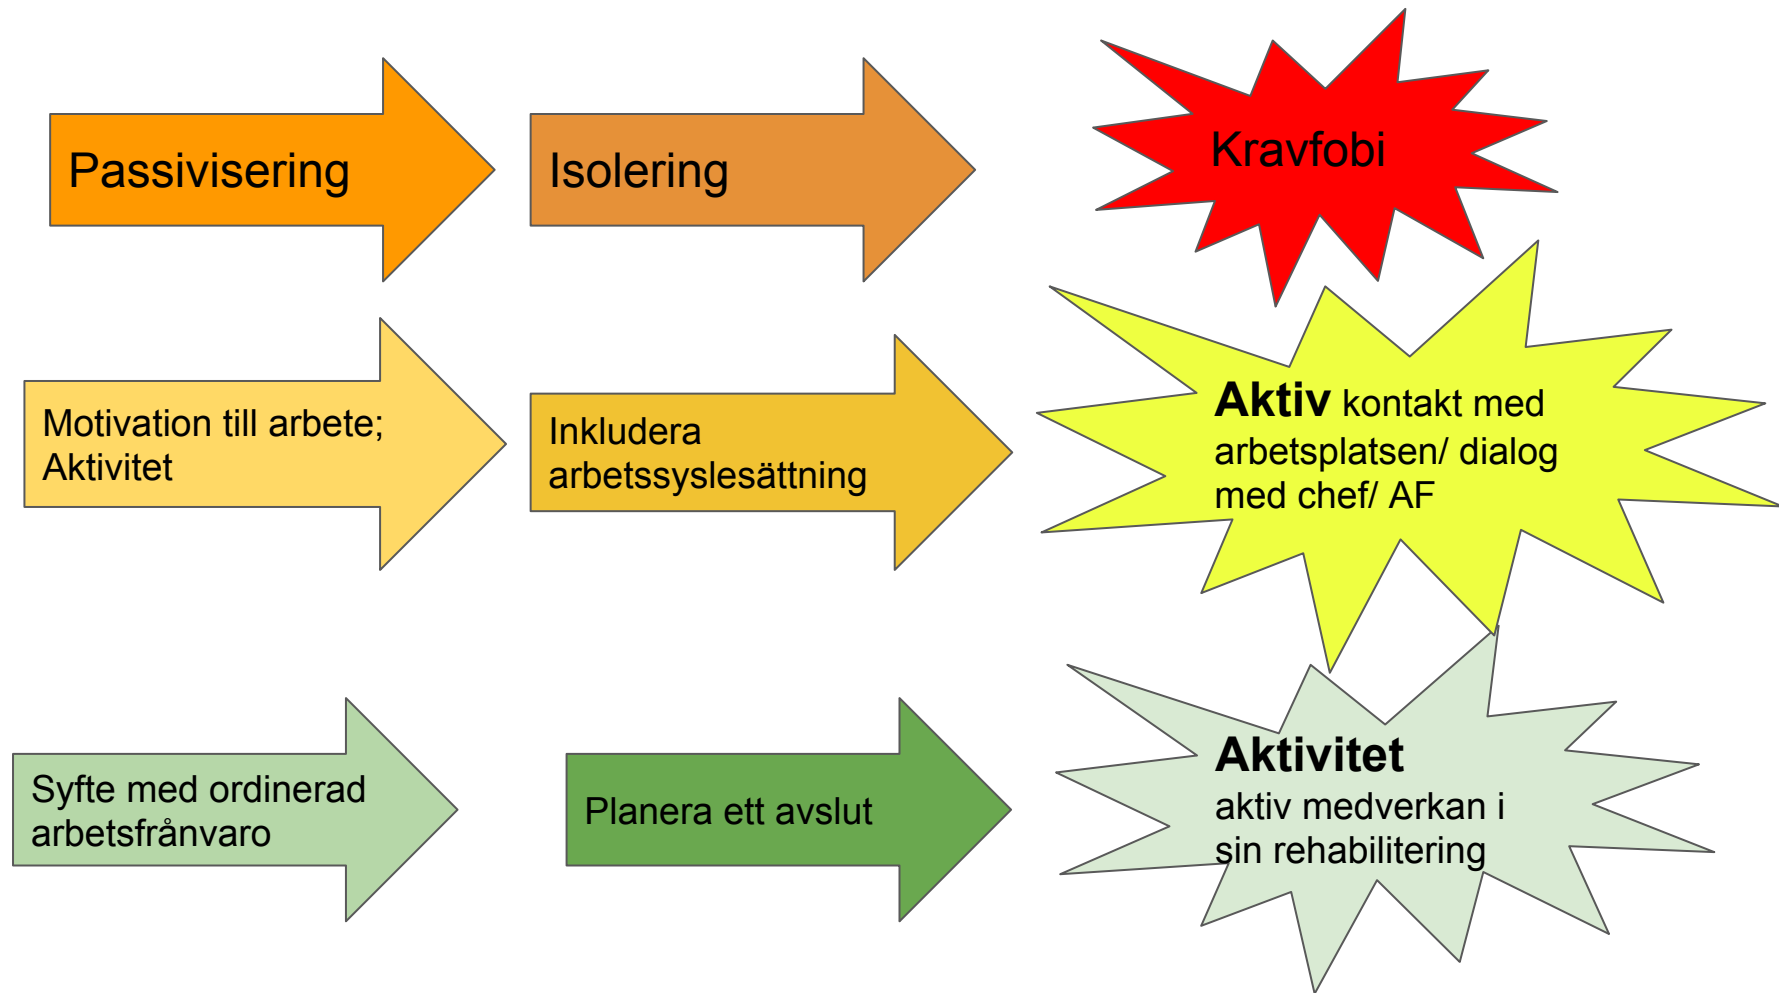 Passivisering
Isolering
Kravfobi
Motivation till arbete;
Aktivitet
Inkludera
arbetssyslesättning
Aktiv kontakt med
arbetsplatsen/ dialog
med chef/ AF
Syfte med ordinerad
arbetsfrånvaro
Planera ett avslut
Aktivitet
aktiv medverkan i
sin rehabilitering